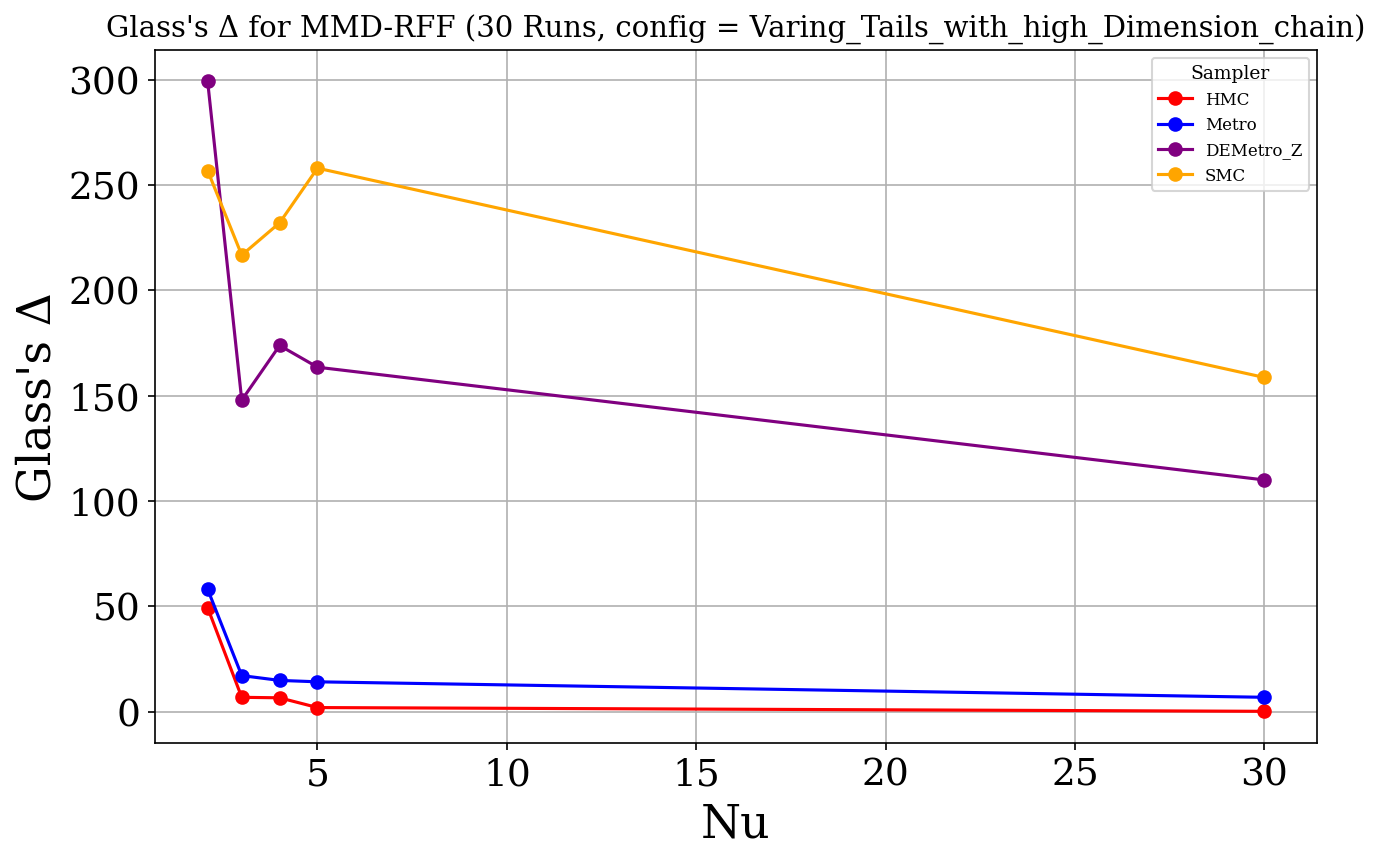 Glass's Δ for MMD-RFF (30 Runs, config = Varing_Tails_with_high_Dimension_chain)
Sampler
HMC
Metro
DEMetro_Z
SMC
Glass's Δ
300
250
200
150
100
50
0
5 10 15 20 25 30
Nu